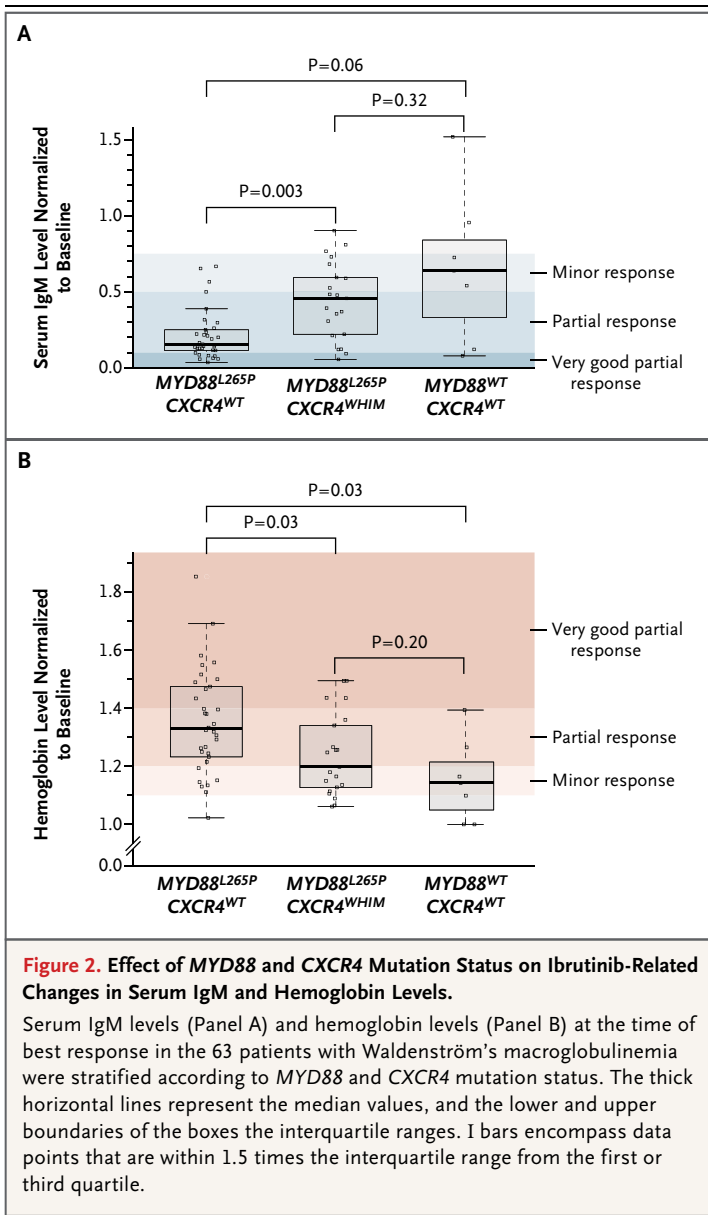 A
P=0.06
P=0.32
P=0.003
Serum IgM Level Normalized
to Baseline
1.5
1.0
0.5
0.0
Minor response
Partial response
Very good partial
response
MYD88L265P
CXCR4WT
MYD88L265P
CXCR4WHIM
MYD88WT
CXCR4WT
B
P=0.03
P=0.03
P=0.20
Hemoglobin Level Normalized
to Baseline
1.8
1.6
1.4
1.2
1.0
0.0
Very good partial
response
Partial response
Minor response
MYD88L265P
CXCR4WT
MYD88L265P
CXCR4WHIM
MYD88WT
CXCR4WT
Figure 2. Effect of MYD88 and CXCR4 Mutation Status on Ibrutinib-Related
Changes in Serum IgM and Hemoglobin Levels.
Serum IgM levels (Panel A) and hemoglobin levels (Panel B) at the time of
best response in the 63 patients with Waldenström's macroglobulinemia
were stratified according to MYD88 and CXCR4 mutation status. The thick
horizontal lines represent the median values, and the lower and upper
boundaries of the boxes the interquartile ranges. I bars encompass data
points that are within 1.5 times the interquartile range from the first or
third quartile.